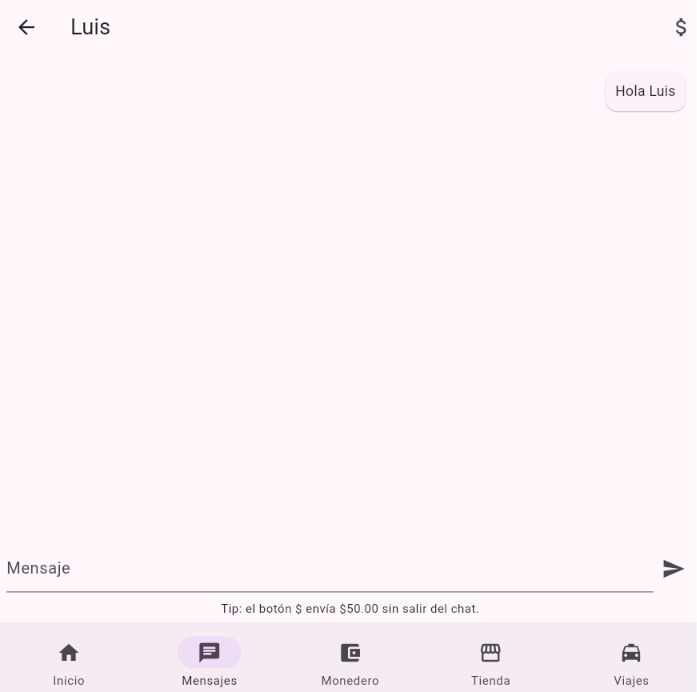 Luis $
Hola Luis
Mensaje
Tip: el botón $ envía $50.00 sin salir del chat.
Inicio Mensajes Monedero Tienda Viajes